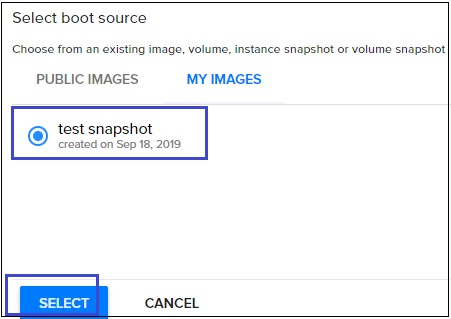 Select boot source
Choose from an existing image, volume, instance snapshot or volume snapshot
PUBLIC IMAGES MY IMAGES
test snapshot
created on Sep 18, 2019
SELECT CANCEL